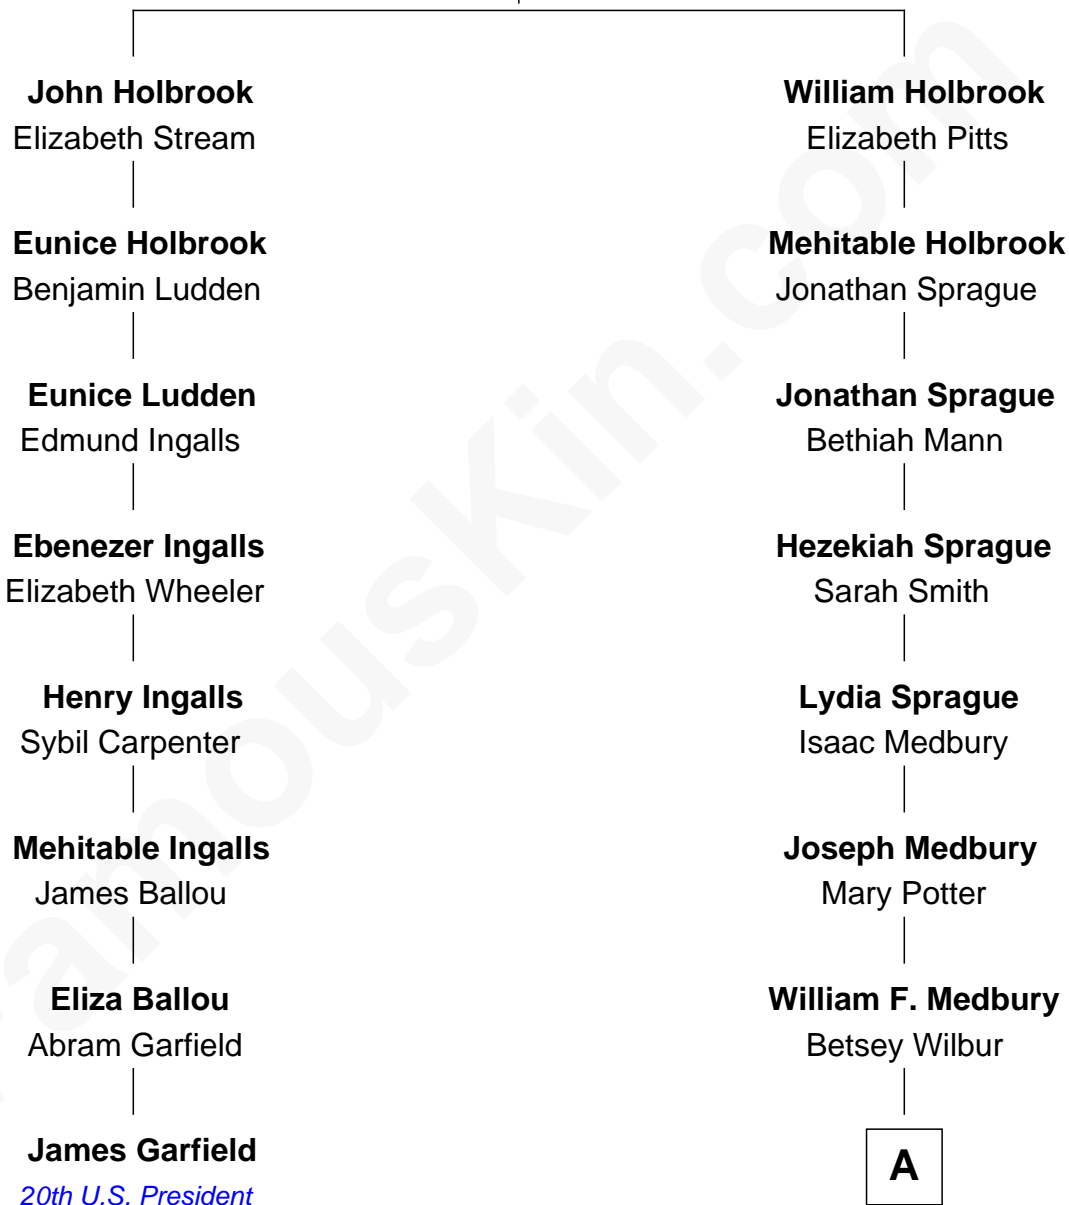 John Holbrook
Elizabeth Stream
Eunice Holbrook
Benjamin Ludden
Eunice Ludden
Edmund Ingalls
Ebenezer Ingalls
Elizabeth Wheeler
Henry Ingalls
Sybil Carpenter
Mehitable Ingalls
James Ballou
Eliza Ballou
Abram Garfield
James Garfield
20th U.S. President
William Holbrook
Elizabeth Pitts
Mehitable Holbrook
Jonathan Sprague
Jonathan Sprague
Bethiah Mann
Hezekiah Sprague
Sarah Smith
Lydia Sprague
Isaac Medbury
Joseph Medbury
Mary Potter
William F. Medbury
Betsey Wilbur
A
FamousKin.com